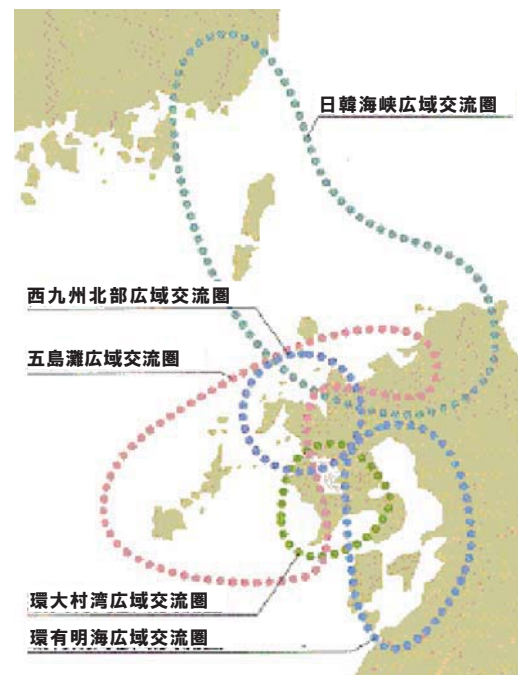 日韓海峡広域交流圏
西九州北部広域交流圏
五島灘広域交流圏
環大村湾広域交流圏
環有明海広域交流圏